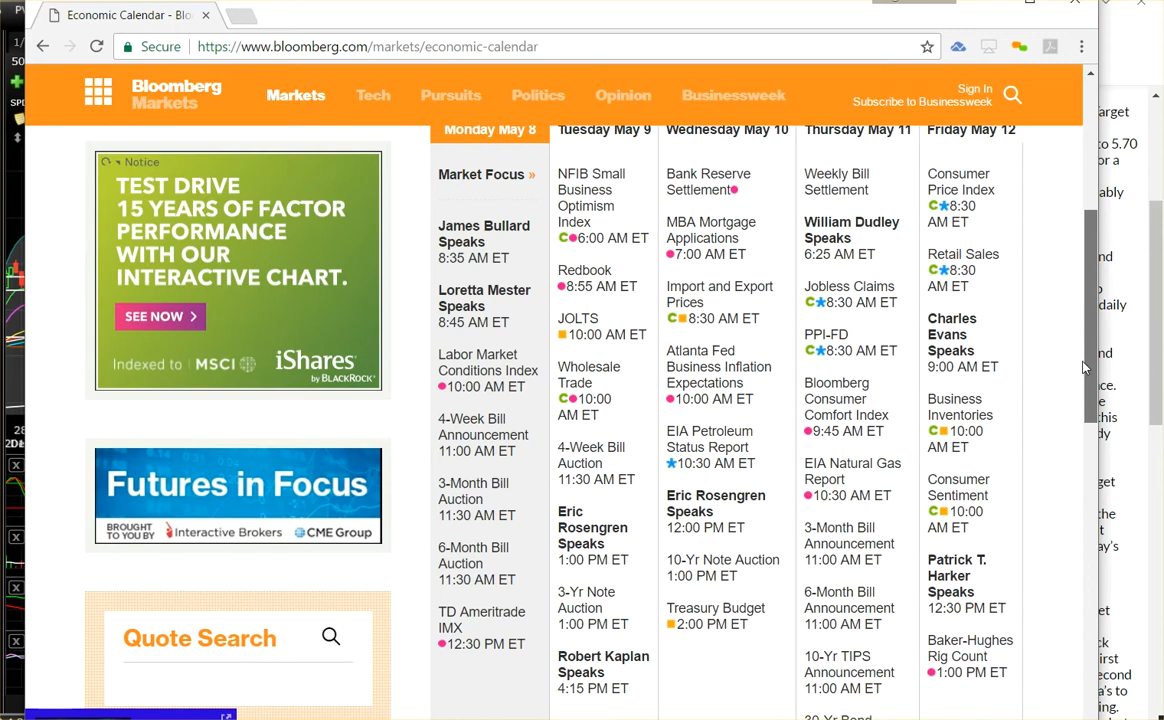 Economic Calendar - Blo
Secure
https://www.bloomberg.com/markets/economic-calendar
Bloomberg
Markets
Markets
Tech
Pursuits
Politics
Opinion
Businessweek
Sign In
Subscribe to Businessweek
Notice
TEST DRIVE
15 YEARS OF FACTOR
PERFORMANCE
WITH OUR
INTERACTIVE CHART.
SEE NOW
Indexed to MSCI
iShares
by BLACKROCK
Futures in Focus
BROUGHT
TO YOU BY
Interactive Brokers
CME Group
Quote Search
Monday May 8
Market Focus »
James Bullard
Speaks
8:35 AM ET
Loretta Mester
Speaks
8:45 AM ET
Labor Market
Conditions Index
10:00 AM ET
4-Week Bill
Announcement
11:00 AM ET
3-Month Bill
Auction
11:30 AM ET
6-Month Bill
Auction
11:30 AM ET
TD Ameritrade
IMX
12:30 PM ET
Tuesday May 9
NFIB Small
Business
Optimism
Index
C 6:00 AM ET
Redbook
8:55 AM ET
JOLTS
10:00 AM ET
Wholesale
Trade
C 10:00
AM ET
4-Week Bill
Auction
11:30 AM ET
Eric
Rosengren
Speaks
1:00 PM ET
3-Yr Note
Auction
1:00 PM ET
Robert Kaplan
Speaks
4:15 PM ET
Wednesday May 10
Bank Reserve
Settlement
MBA Mortgage
Applications
7:00 AM ET
Import and Export
Prices
C 8:30 AM ET
Atlanta Fed
Business Inflation
Expectations
10:00 AM ET
EIA Petroleum
Status Report
10:30 AM ET
Eric Rosengren
Speaks
12:00 PM ET
10-Yr Note Auction
1:00 PM ET
Treasury Budget
2:00 PM ET
Thursday May 11
Weekly Bill
Settlement
William Dudley
Speaks
6:25 AM ET
Jobless Claims
C 8:30 AM ET
PPI-FD
C 8:30 AM ET
Bloomberg
Consumer
Comfort Index
9:45 AM ET
EIA Natural Gas
Report
10:30 AM ET
3-Month Bill
Announcement
11:00 AM ET
6-Month Bill
Announcement
11:00 AM ET
10-Yr TIPS
Announcement
11:00 AM ET
Friday May 12
Consumer
Price Index
C 8:30
AM ET
Retail Sales
C 8:30
AM ET
Charles
Evans
Speaks
9:00 AM ET
Business
Inventories
C 10:00
AM ET
Consumer
Sentiment
C 10:00
AM ET
Patrick T.
Harker
Speaks
12:30 PM ET
Baker-Hughes
Rig Count
1:00 PM ET
to 5.70
or a
daily
this
the